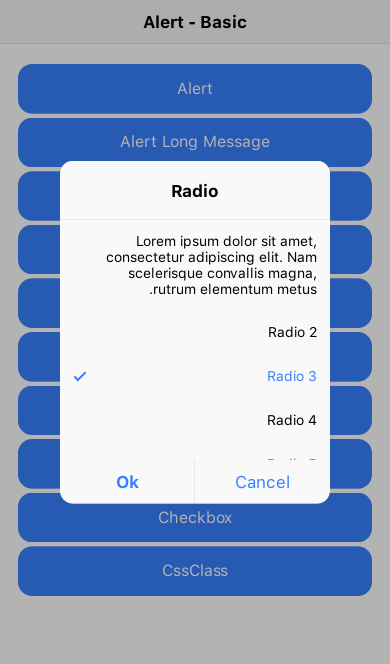 Alert - Basic
Alert
Alert Long Message
Radio
Lorem ipsum dolor sit amet,
consectetur adipiscing elit. Nam
scelerisque convallis magna,
.rutrum elementum metus
Radio 2
Radio 3
Radio 4
Ok
Cancel
Checkbox
CssClass